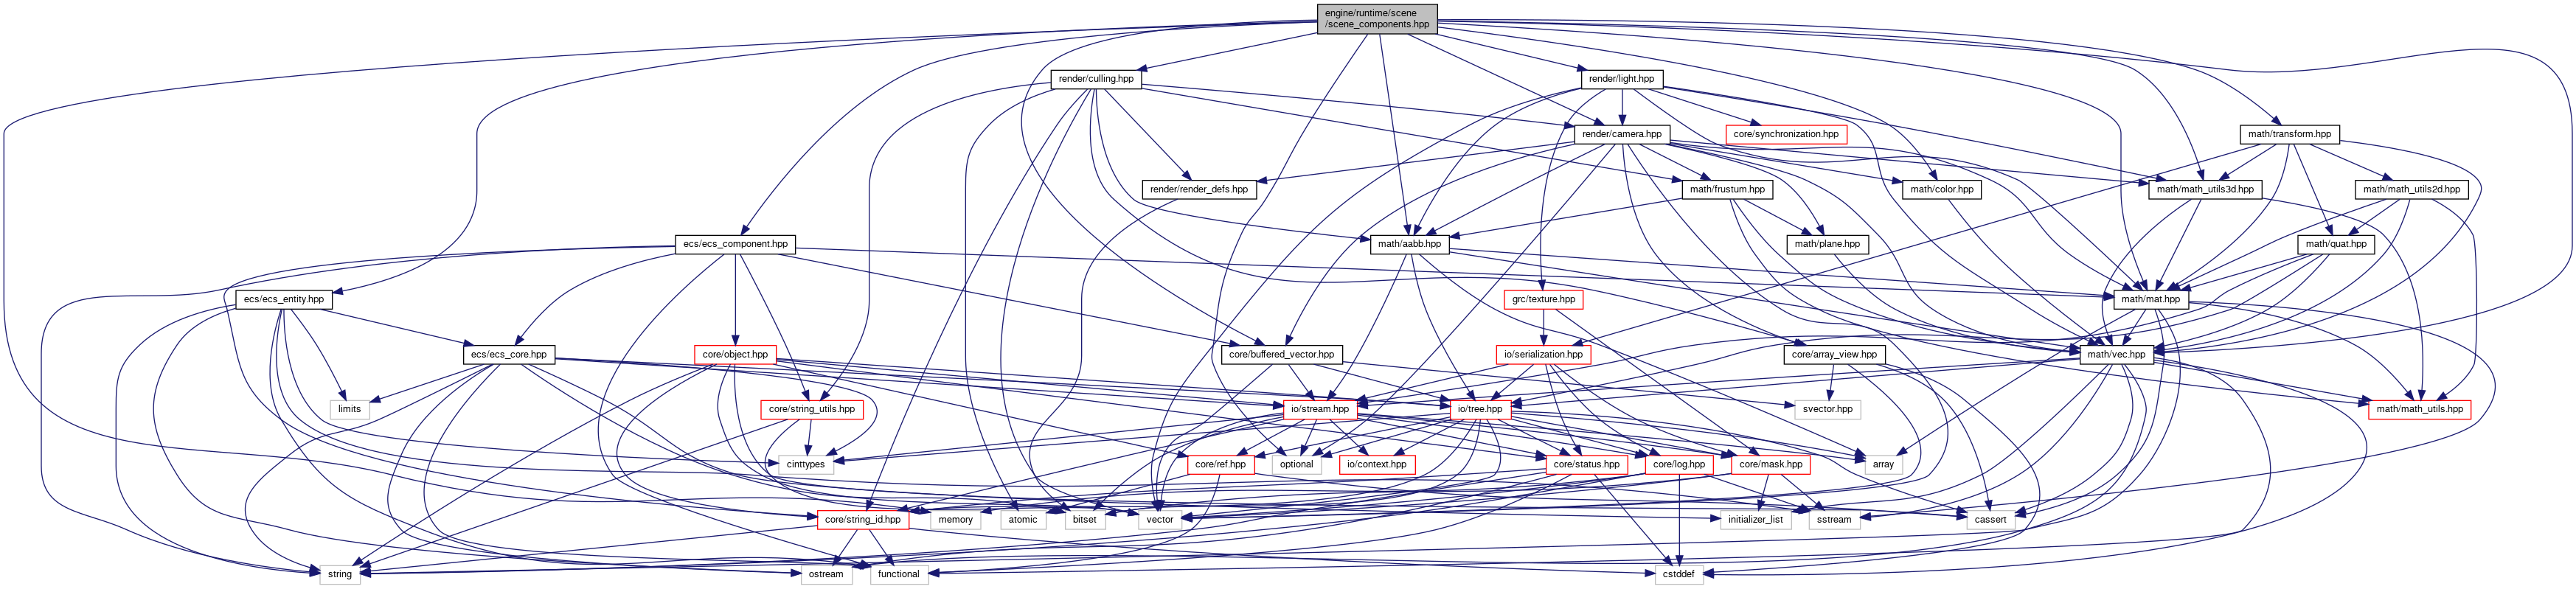 engine/runtime/scene
/scene_components.hpp
render/culling.hpp
render/light.hpp
render/camera.hpp
core/synchronization.hpp
math/transform.hpp
render/render_defs.hpp
math/frustum.hpp
math/color.hpp
math/math_utils3d.hpp
math/math_utils2d.hpp
ecs/ecs_component.hpp
math/aabb.hpp
math/plane.hpp
math/quat.hpp
ecs/ecs_entity.hpp
grc/texture.hpp
math/mat.hpp
ecs/ecs_core.hpp
core/object.hpp
core/buffered_vector.hpp
io/serialization.hpp
core/array_view.hpp
math/vec.hpp
limits
core/string_utils.hpp
io/stream.hpp
io/tree.hpp
svector.hpp
math/math_utils.hpp
cinttypes
core/ref.hpp
optional
io/context.hpp
core/status.hpp
core/log.hpp
core/mask.hpp
array
core/string_id.hpp
memory
atomic
bitset
vector
initializer_list
sstream
cassert
string
ostream
functional
cstddef